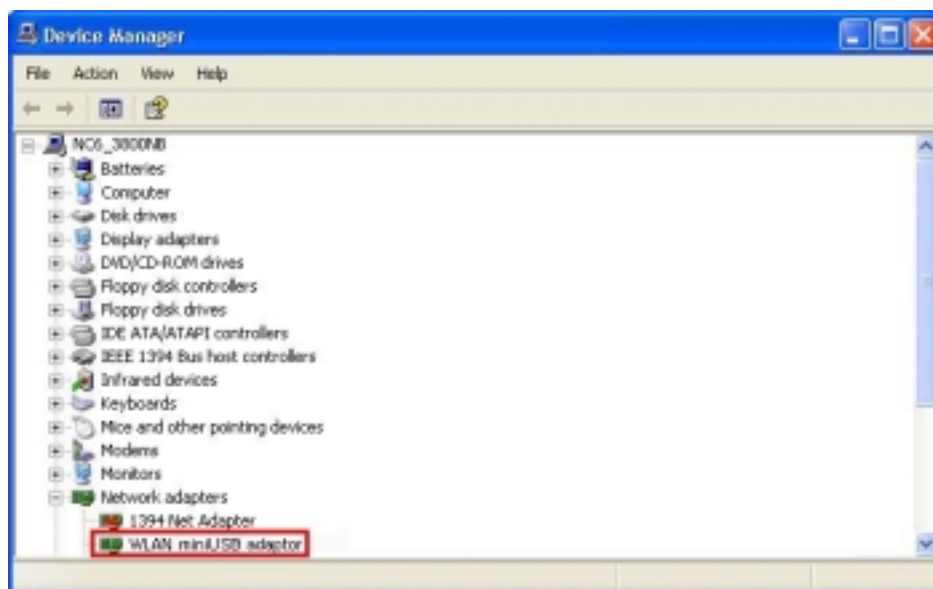 Device Manager
File Action View Help
NC6_3800NB
Batteries
Computer
Disk drives
Display adapters
DVD/CD-ROM drives
Floppy disk controllers
Floppy disk drives
IDE ATA/ATAPI controllers
IEEE 1394 Bus host controllers
Infrared devices
Keyboards
Mice and other pointing devices
Modems
Monitors
Network adapters
1394 Net Adapter
WLAN miniUSB adaptor